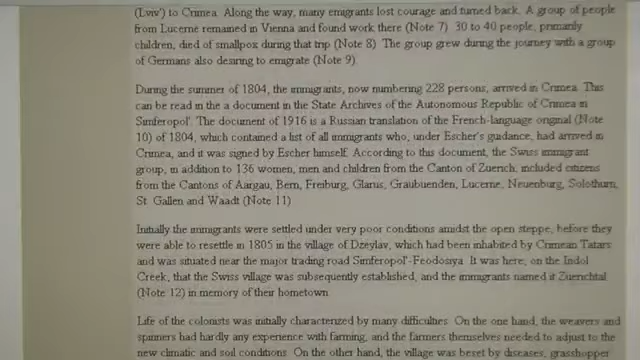 (Lviv') to Crimea. Along the way, many emigrants lost courage and turned back. A group of people
from Lucerne remained in Vienna and found work there (Note 7). 30 to 40 people, primarily
children, died of smallpox during that trip (Note 8). The group grew during the journey with a group
of Germans also desiring to emigrate (Note 9).
During the summer of 1804, the immigrants, now numbering 228 persons, arrived in Crimea. This
can be read in the a document in the State Archives of the Autonomous Republic of Crimea in
Simferopol'. The document of 1916 is a Russian translation of the French-language original (Note
10) of 1804, which contained a list of all immigrants who, under Escher's guidance, had arrived in
Crimea, and it was signed by Escher himself. According to this document, the Swiss immigrant
group, in addition to 136 women, men and children from the Canton of Zuerich, included citizens
from the Cantons of Aargau, Bern, Freiburg, Glarus, Graubuenden, Lucerne, Neuenburg, Solothurn,
St. Gallen and Waadt (Note 11).
Initially the immigrants were settled under very poor conditions amidst the open steppe, before they
were able to resettle in 1805 in the village of Dzeylav, which had been inhabited by Crimean Tatars
and was situated near the major trading road Simferopol'-Feodosiya. It was here, on the Indol
Creek, that the Swiss village was subsequently established, and the immigrants named it Zuerichtal
(Note 12) in memory of their hometown.
Life of the colonists was initially characterized by many difficulties. On the one hand, the weavers and
spinners had hardly any experience with farming, and the farmers themselves needed to adjust to the
new climatic and soil conditions. On the other hand, the village was beset by diseases, grasshopper